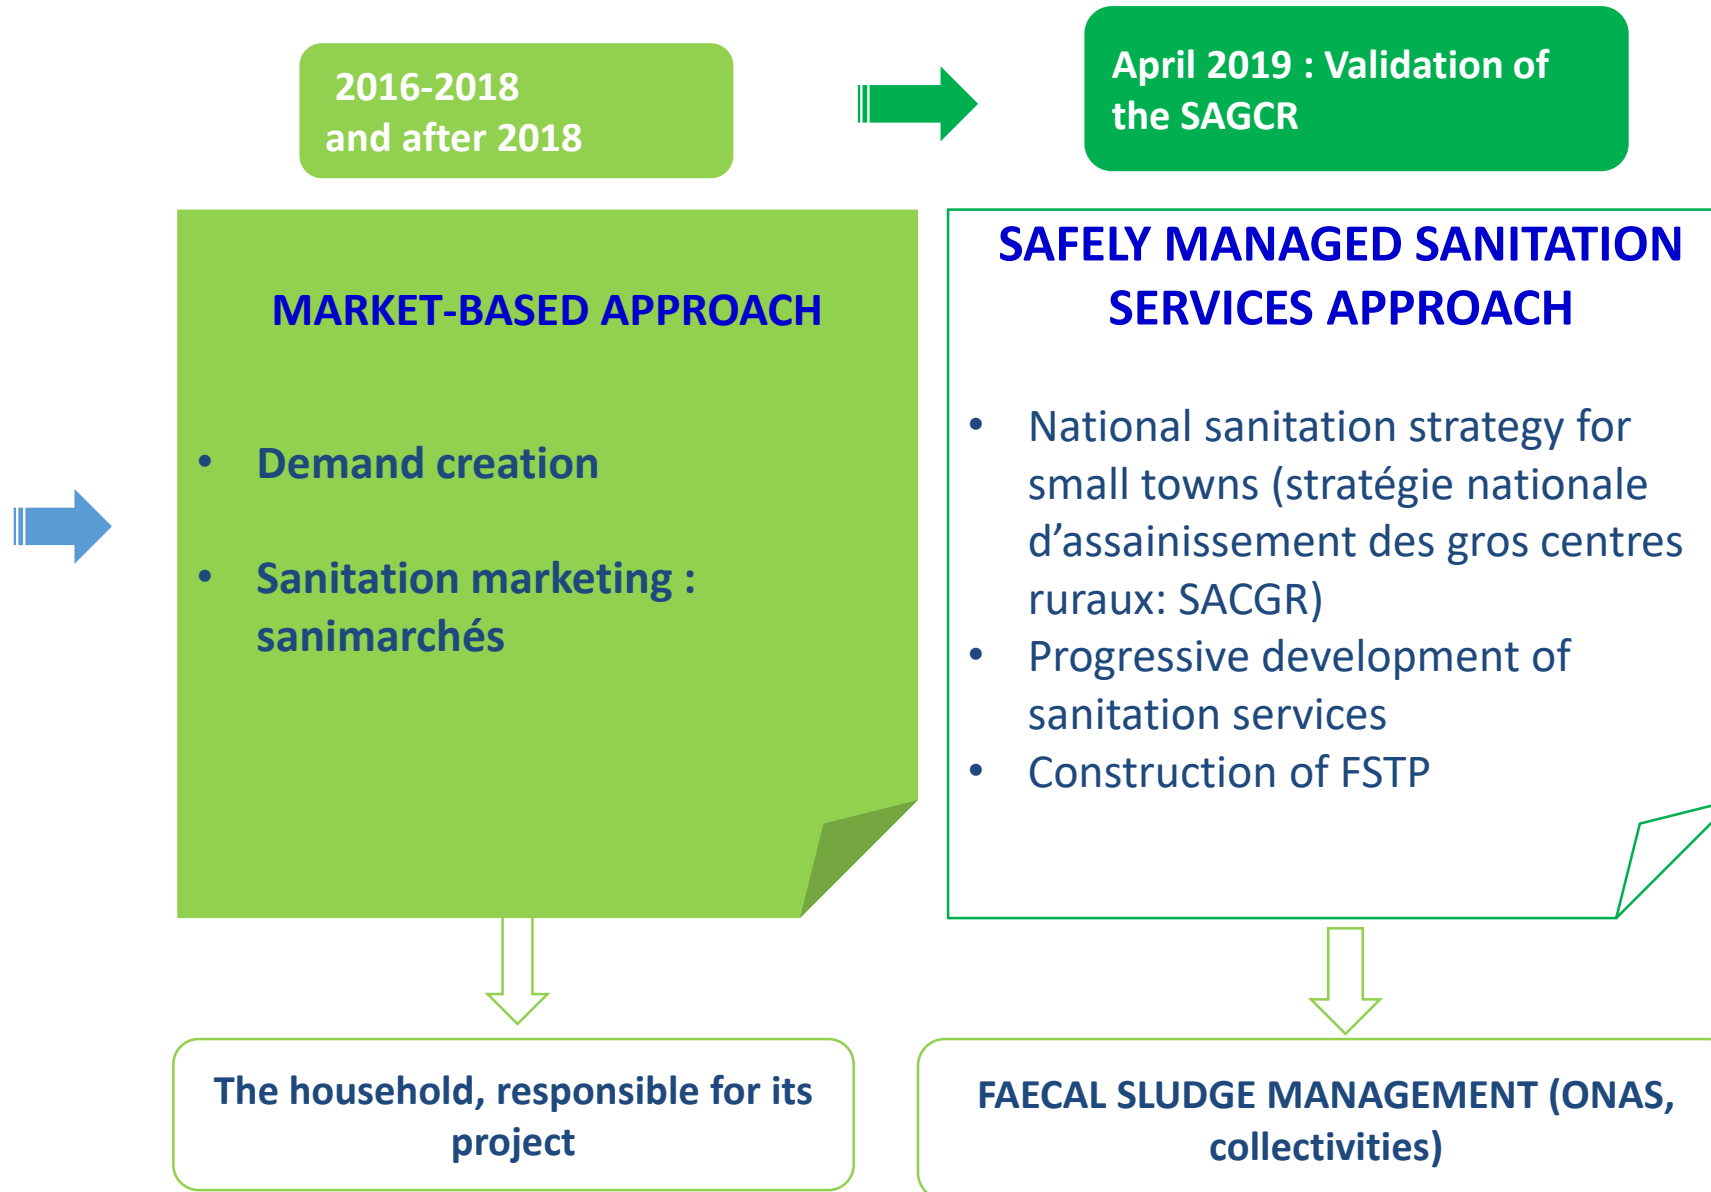 2016-2018
and after 2018
April 2019 : Validation of
the SAGCR
MARKET-BASED APPROACH
• Demand creation
• Sanitation marketing :
sanimarchés
SAFELY MANAGED SANITATION
SERVICES APPROACH
• National sanitation strategy for
small towns (stratégie nationale
d’assainissement des gros centres
ruraux: SACGR)
• Progressive development of
sanitation services
• Construction of FSTP
The household, responsible for its
project
FAECAL SLUDGE MANAGEMENT (ONAS,
collectivities)